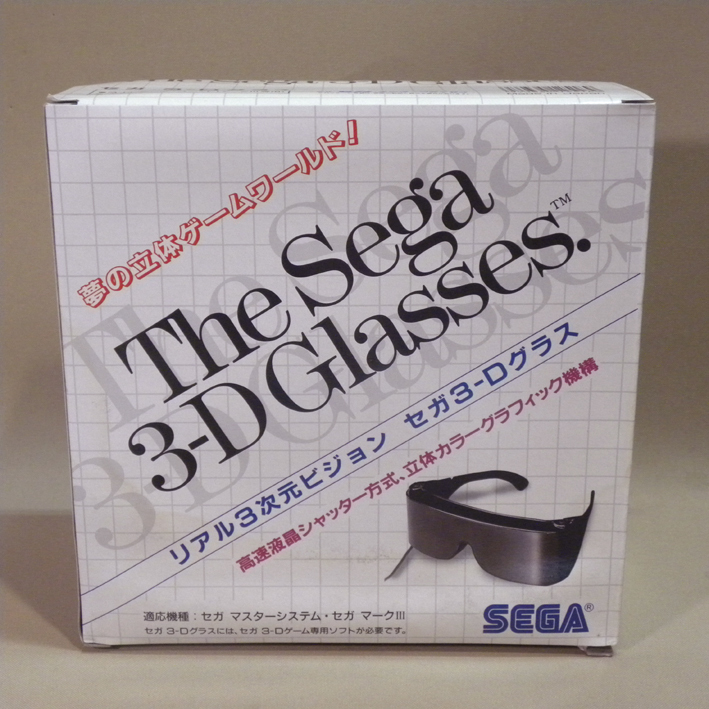 夢の立体ゲームワールド!
The Sega
3-D Glasses.™
リアル3次元ビジョン セガ3-Dグラス
高速液晶シャッター方式、立体カラーグラフィック機構
適応機種:セガ マスターシステム・セガ マークIII
セガ 3-Dグラスには、セガ 3-Dゲーム専用ソフトが必要です。
SEGA®